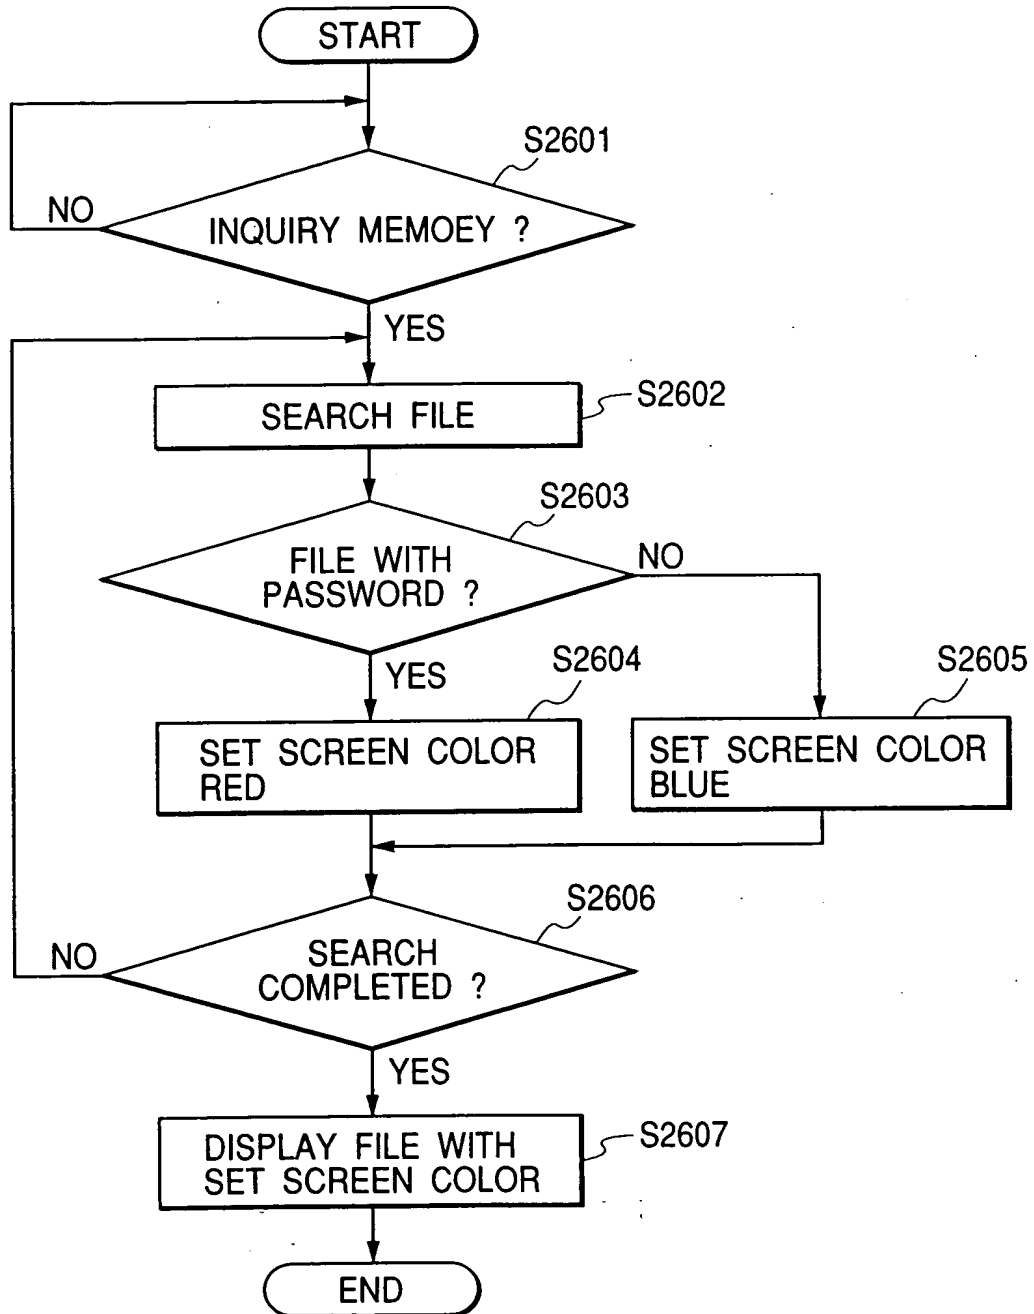 START
S2601
NO
INQUIRY MEMOEY ?
YES
SEARCH FILE
S2602
S2603
FILE WITH
PASSWORD ?
NO
YES
S2604
S2605
SET SCREEN COLOR
RED
SET SCREEN COLOR
BLUE
S2606
NO
SEARCH
COMPLETED ?
YES
DISPLAY FILE WITH
SET SCREEN COLOR
S2607
END